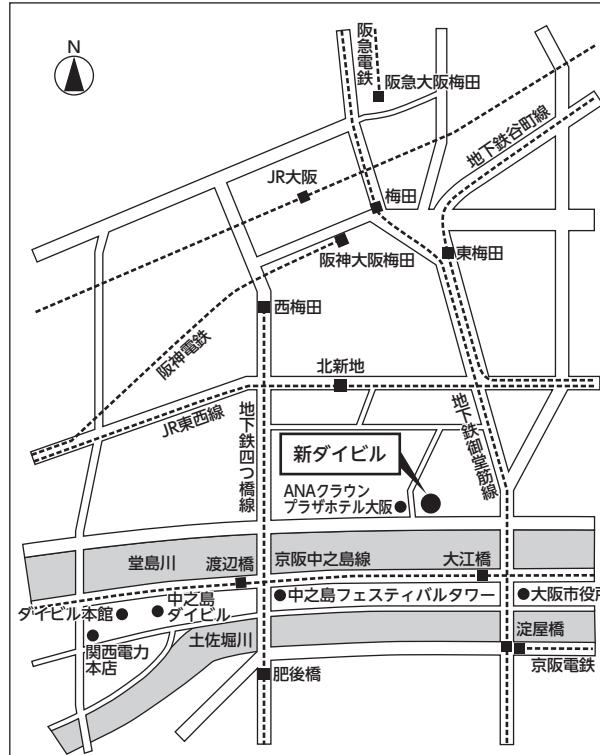 N
阪急電鉄
阪急大阪梅田
地下鉄谷町線
JR大阪
梅田
東梅田
阪神大阪梅田
西梅田
阪神電鉄
北新地
JR東西線
地下鉄四つ橋線
地下鉄御堂筋線
新ダイビル
ANAクラウン
プラザホテル大阪
堂島川
渡辺橋
京阪中之島線
大江橋
中之島
ダイビル
ダイビル本館
中之島フェスティバルタワー
大阪市役所
関西電力
本店
土佐堀川
淀屋橋
京阪電鉄
肥後橋